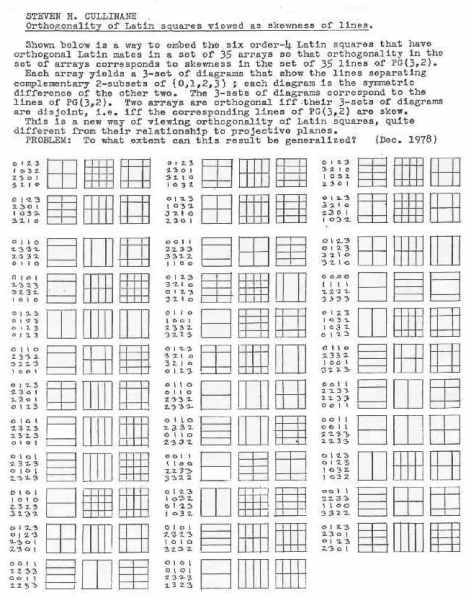 STEVEN H. CULLINANE
Orthogonality of Latin squares viewed as skewness of lines.
Shown below is a way to embed the six order-4 Latin squares that have
orthogonal Latin mates in a set of 35 arrays so that orthogonality in the
set of arrays corresponds to skewness in the set of 35 lines of PG(3,2).
Each array yields a 3-set of diagrams that show the lines separating
complementary 2-subsets of {0,1,2,3} ; each diagram is the symmetric
difference of the other two. The 3-sets of diagrams correspond to the
lines of PG(3,2). Two arrays are orthogonal iff their 3-sets of diagrams
are disjoint, i.e. iff the corresponding lines of PG(3,2) are skew.
This is a new way of viewing orthogonality of Latin squares, quite
different from their relationship to projective planes.
PROBLEM: To what extent can this result be generalized? (Dec. 1978)
0123 0123 0123
1032 2301 3210
2301 3210 1032
3210 1032 2301
0123 0123 0123
2301 1032 3210
1032 3210 2301
3210 2301 1032
0110 0011 0123
2332 2233 0123
2332 3322 3210
0110 1100 3210
0101 0123 0000
2323 3210 1111
3232 0123 2222
1010 3210 3333
0123 0110 0123
0123 1001 1032
0123 2332 1032
0123 3223 0123
0110 0123 0110
2332 3210 2332
3223 3210 1001
1001 0123 3223
0123 0110 0011
2301 0110 2233
2301 2332 2233
0123 2332 0011
0101 0110 0011
2323 2332 0011
2323 0110 2233
0101 2332 2233
0101 0011 0123
2323 1100 0123
0101 2233 1032
2323 3322 1032
0101 0123 0011
1010 1032 2233
2323 0123 1100
3232 1032 3322
0123 0101 0123
0123 2323 2301
2301 1010 0123
2301 3232 2301
0011 0101
2233 0101
0011 2323
2233 2323